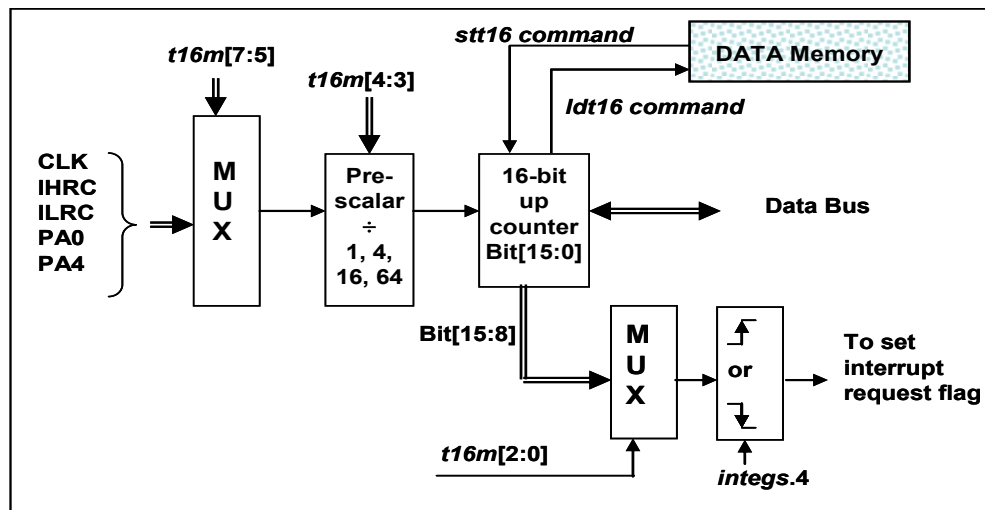 stt16 command
DATA Memory
t16m[7:5]
t16m[4:3]
ldt16 command
CLK
IHRC
ILRC
PA0
PA4
M
U
X
Pre-
scalar
÷
1, 4,
16, 64
16-bit
up
counter
Bit[15:0]
Data Bus
Bit[15:8]
M
U
X
or
To set
interrupt
request flag
t16m[2:0]
integs.4